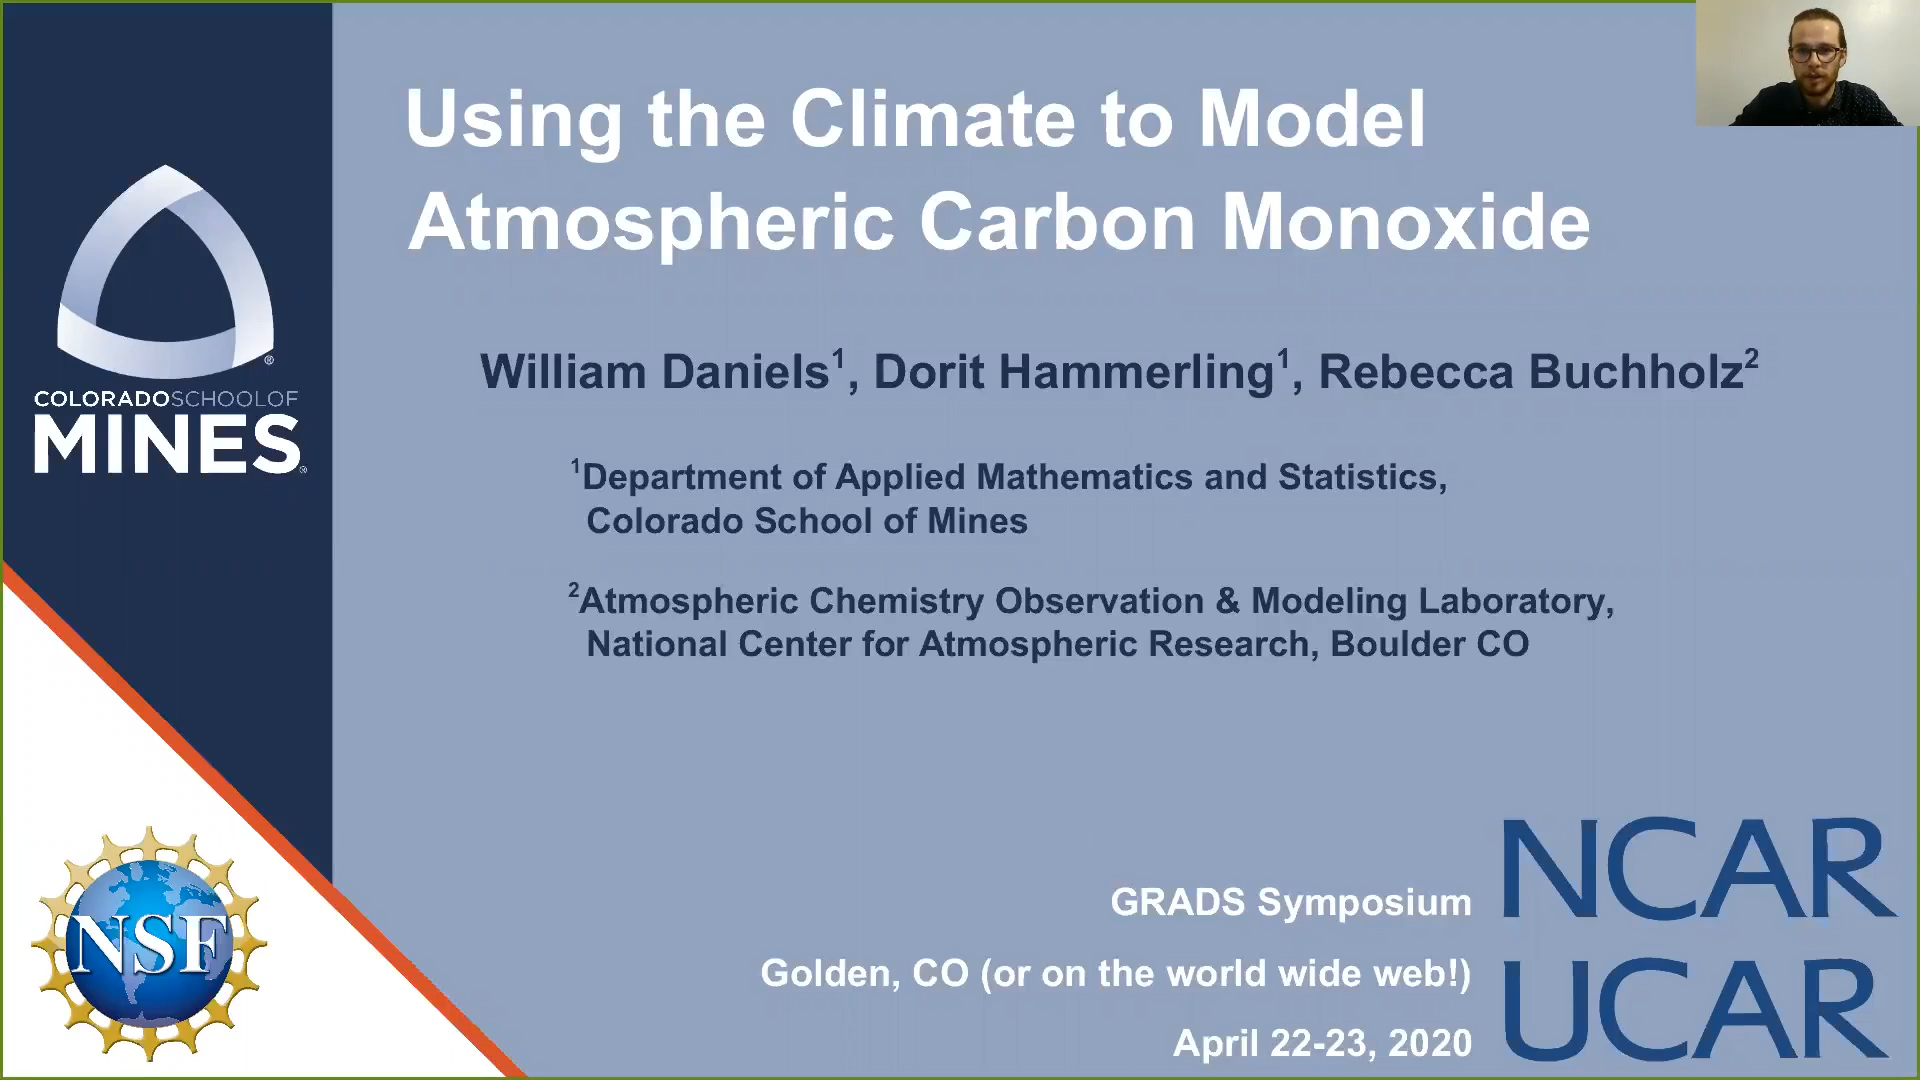 Using the Climate to Model
Atmospheric Carbon Monoxide
William Daniels¹, Dorit Hammerling¹, Rebecca Buchholz²
¹Department of Applied Mathematics and Statistics,
Colorado School of Mines
²Atmospheric Chemistry Observation & Modeling Laboratory,
National Center for Atmospheric Research, Boulder CO
COLORADOSCHOOLOF
MINES®
NSF
GRADS Symposium
Golden, CO (or on the world wide web!)
April 22-23, 2020
NCAR
UCAR